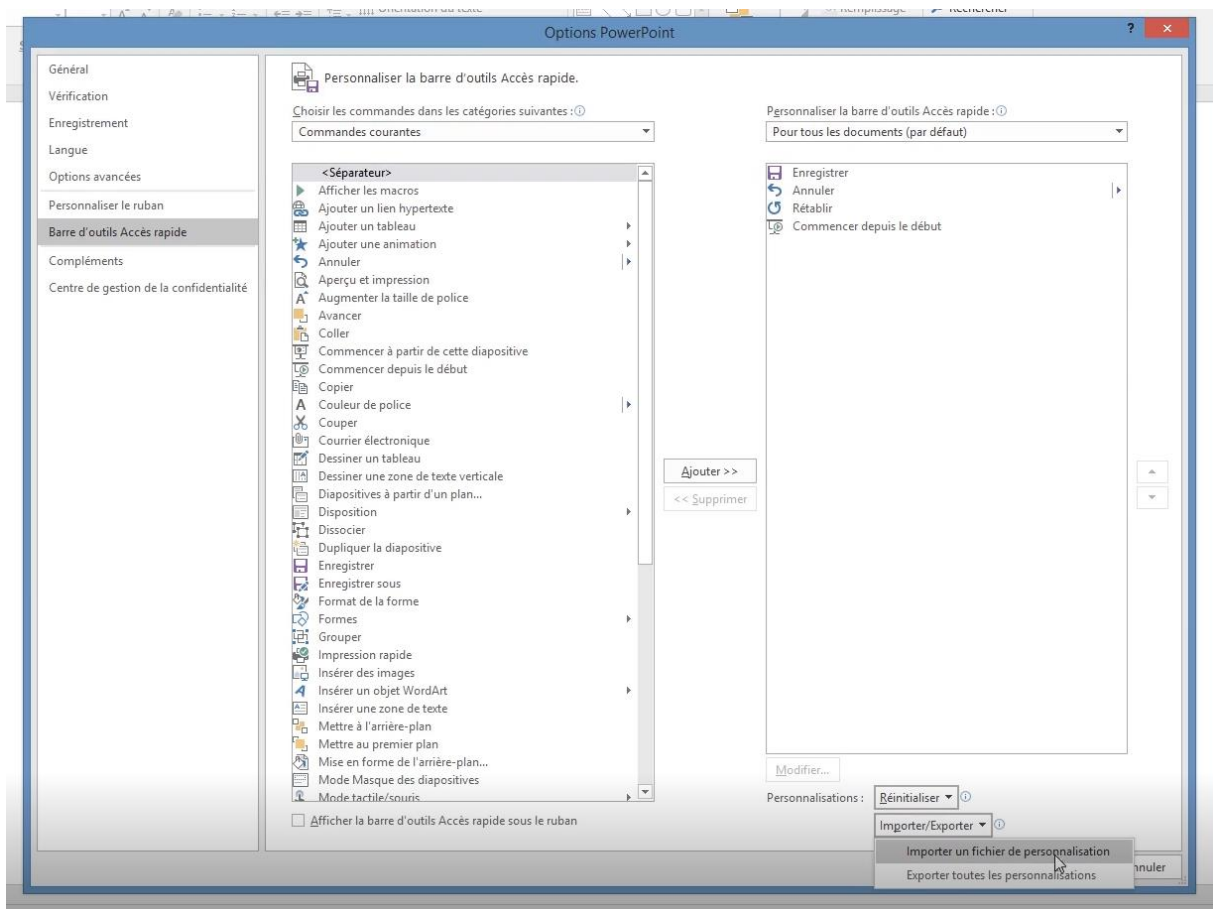 Orientation du texte
Remplissage
Rechercher
Options PowerPoint
?
Général
Vérification
Enregistrement
Langue
Options avancées
Personnaliser le ruban
Barre d'outils Accès rapide
Compléments
Centre de gestion de la confidentialité
Personnaliser la barre d'outils Accès rapide.
Choisir les commandes dans les catégories suivantes :
Commandes courantes
<Séparateur>
Afficher les macros
Ajouter un lien hypertexte
Ajouter un tableau
Ajouter une animation
Annuler
Aperçu et impression
Augmenter la taille de police
Avancer
Coller
Commencer à partir de cette diapositive
Commencer depuis le début
Copier
Couleur de police
Couper
Courrier électronique
Dessiner un tableau
Dessiner une zone de texte verticale
Diapositives à partir d'un plan...
Disposition
Dissocier
Dupliquer la diapositive
Enregistrer
Enregistrer sous
Format de la forme
Formes
Grouper
Impression rapide
Insérer des images
Insérer un objet WordArt
Insérer une zone de texte
Mettre à l'arrière-plan
Mettre au premier plan
Mise en forme de l'arrière-plan...
Mode Masque des diapositives
Mode tactile/souris
Afficher la barre d'outils Accès rapide sous le ruban
Ajouter >>
<< Supprimer
Personnaliser la barre d'outils Accès rapide :
Pour tous les documents (par défaut)
Enregistrer
Annuler
Rétablir
Commencer depuis le début
Modifier...
Personnalisations : Réinitialiser
Importer/Exporter
Importer un fichier de personnalisation
Exporter toutes les personnalisations
nnuler